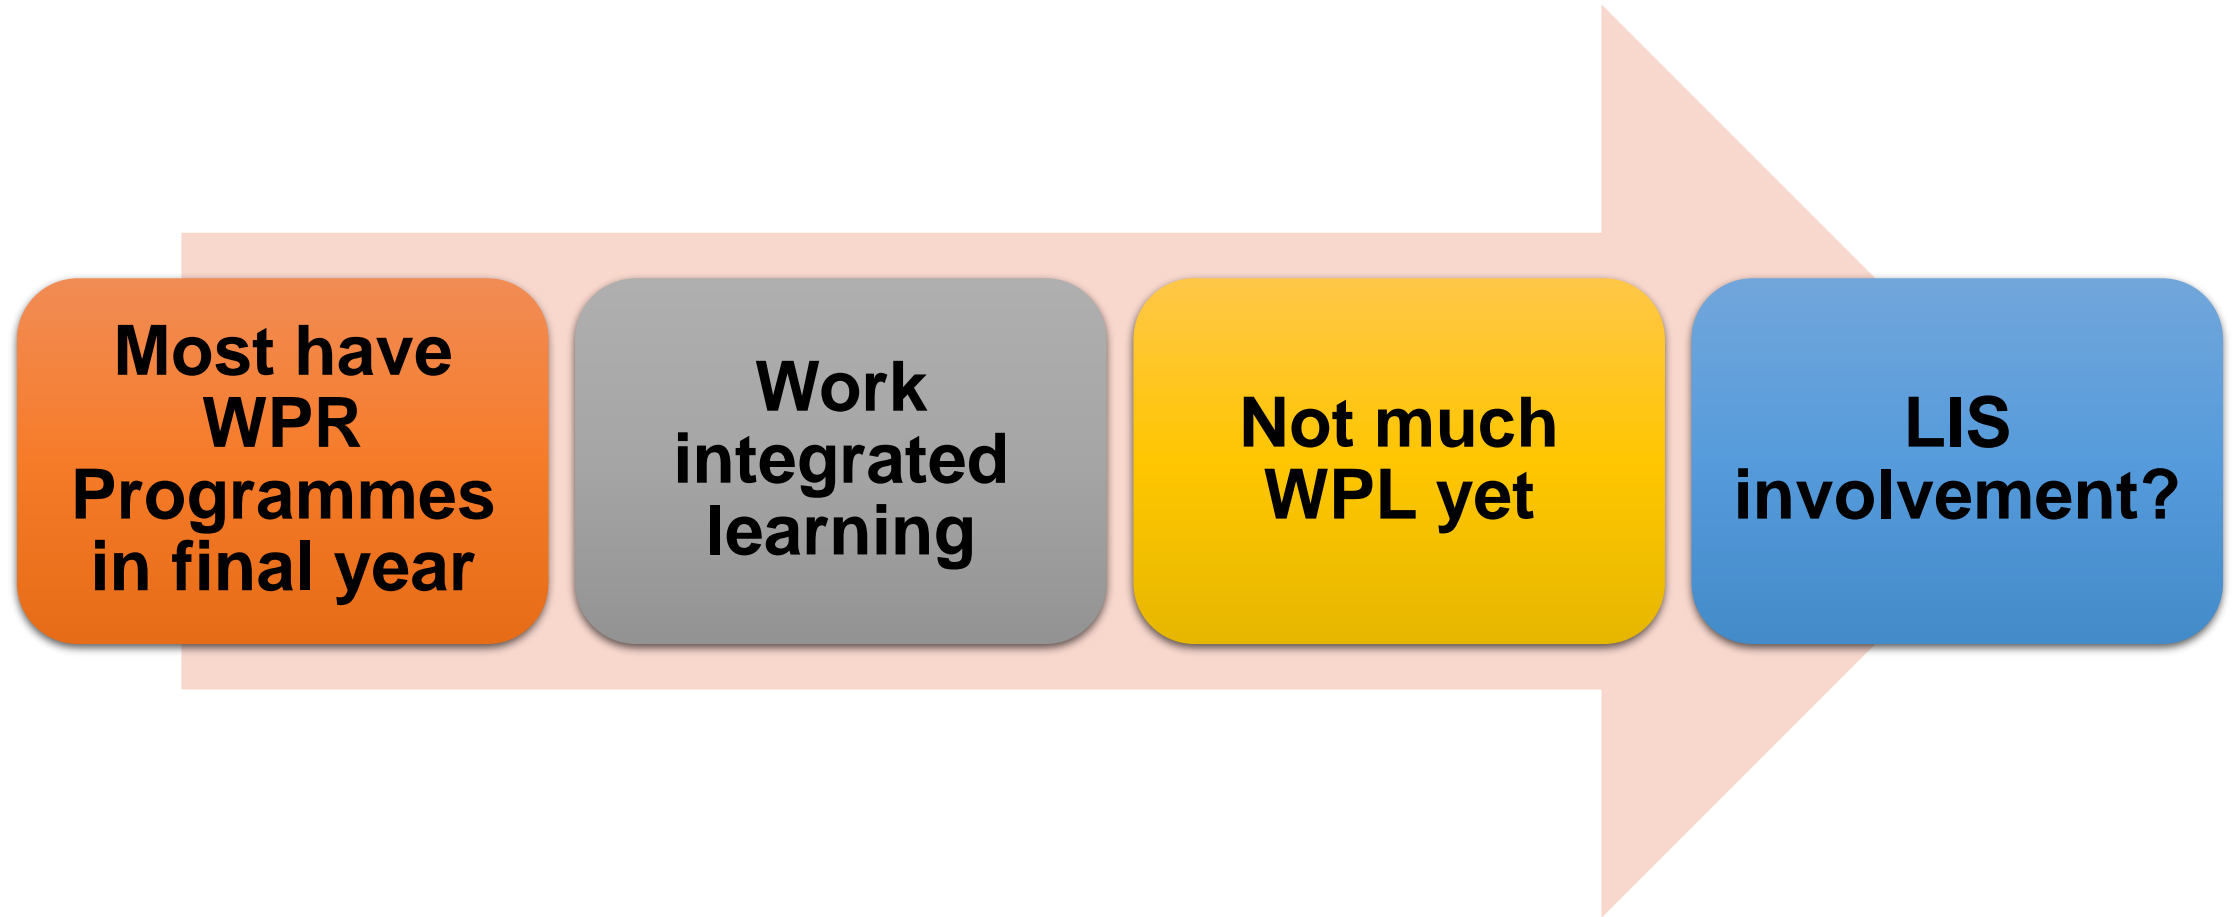 Most have
WPR
Programmes
in final year
Work
integrated
learning
Not much
WPL yet
LIS
involvement?